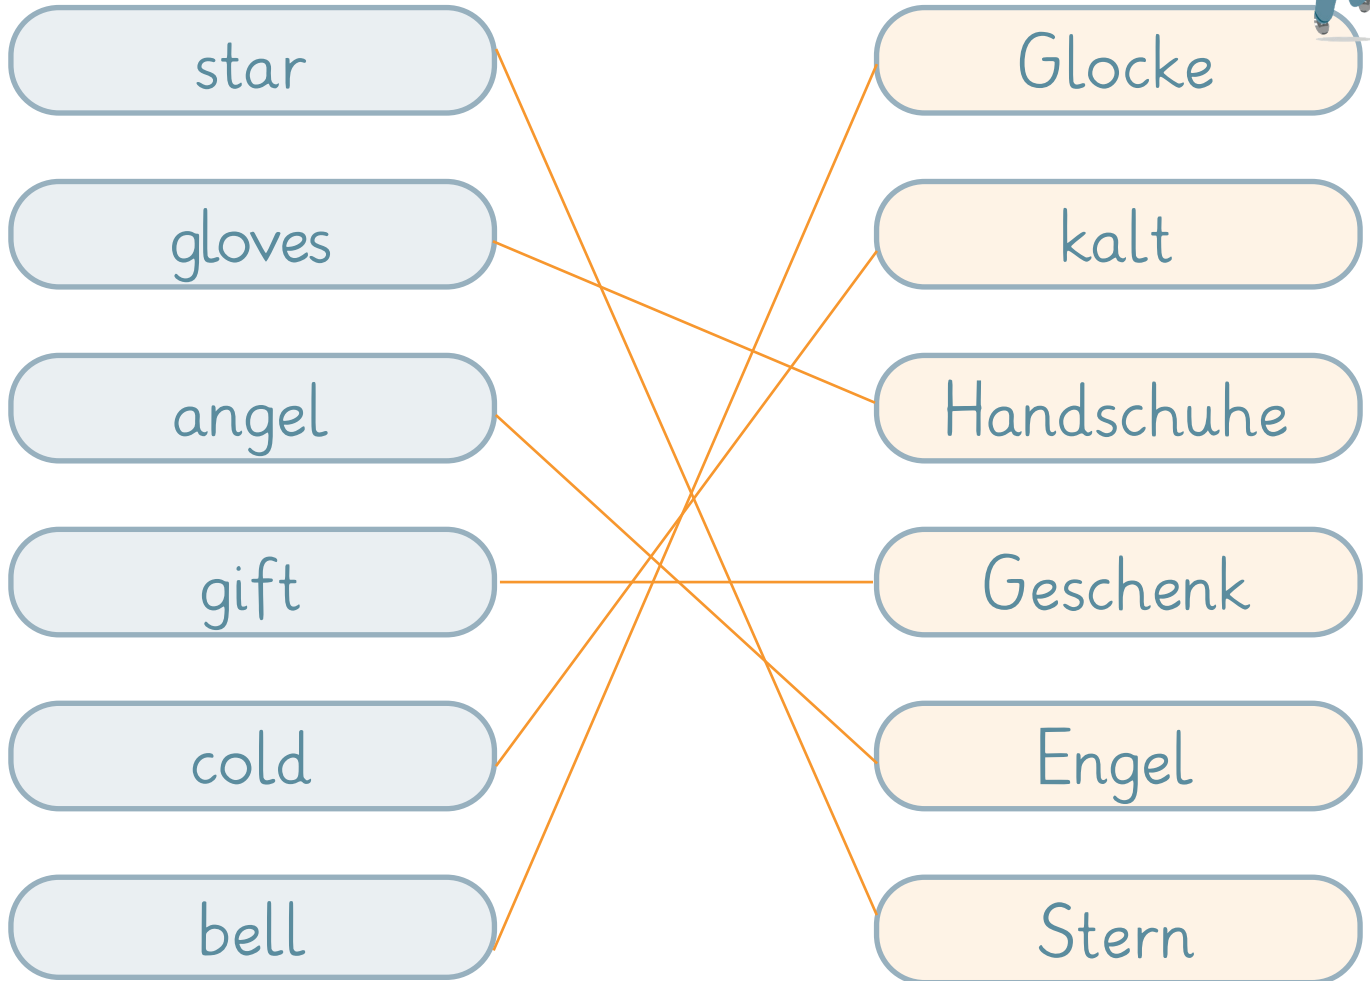 star
Glocke
gloves
kalt
angel
Handschuhe
gift
Geschenk
cold
Engel
bell
Stern